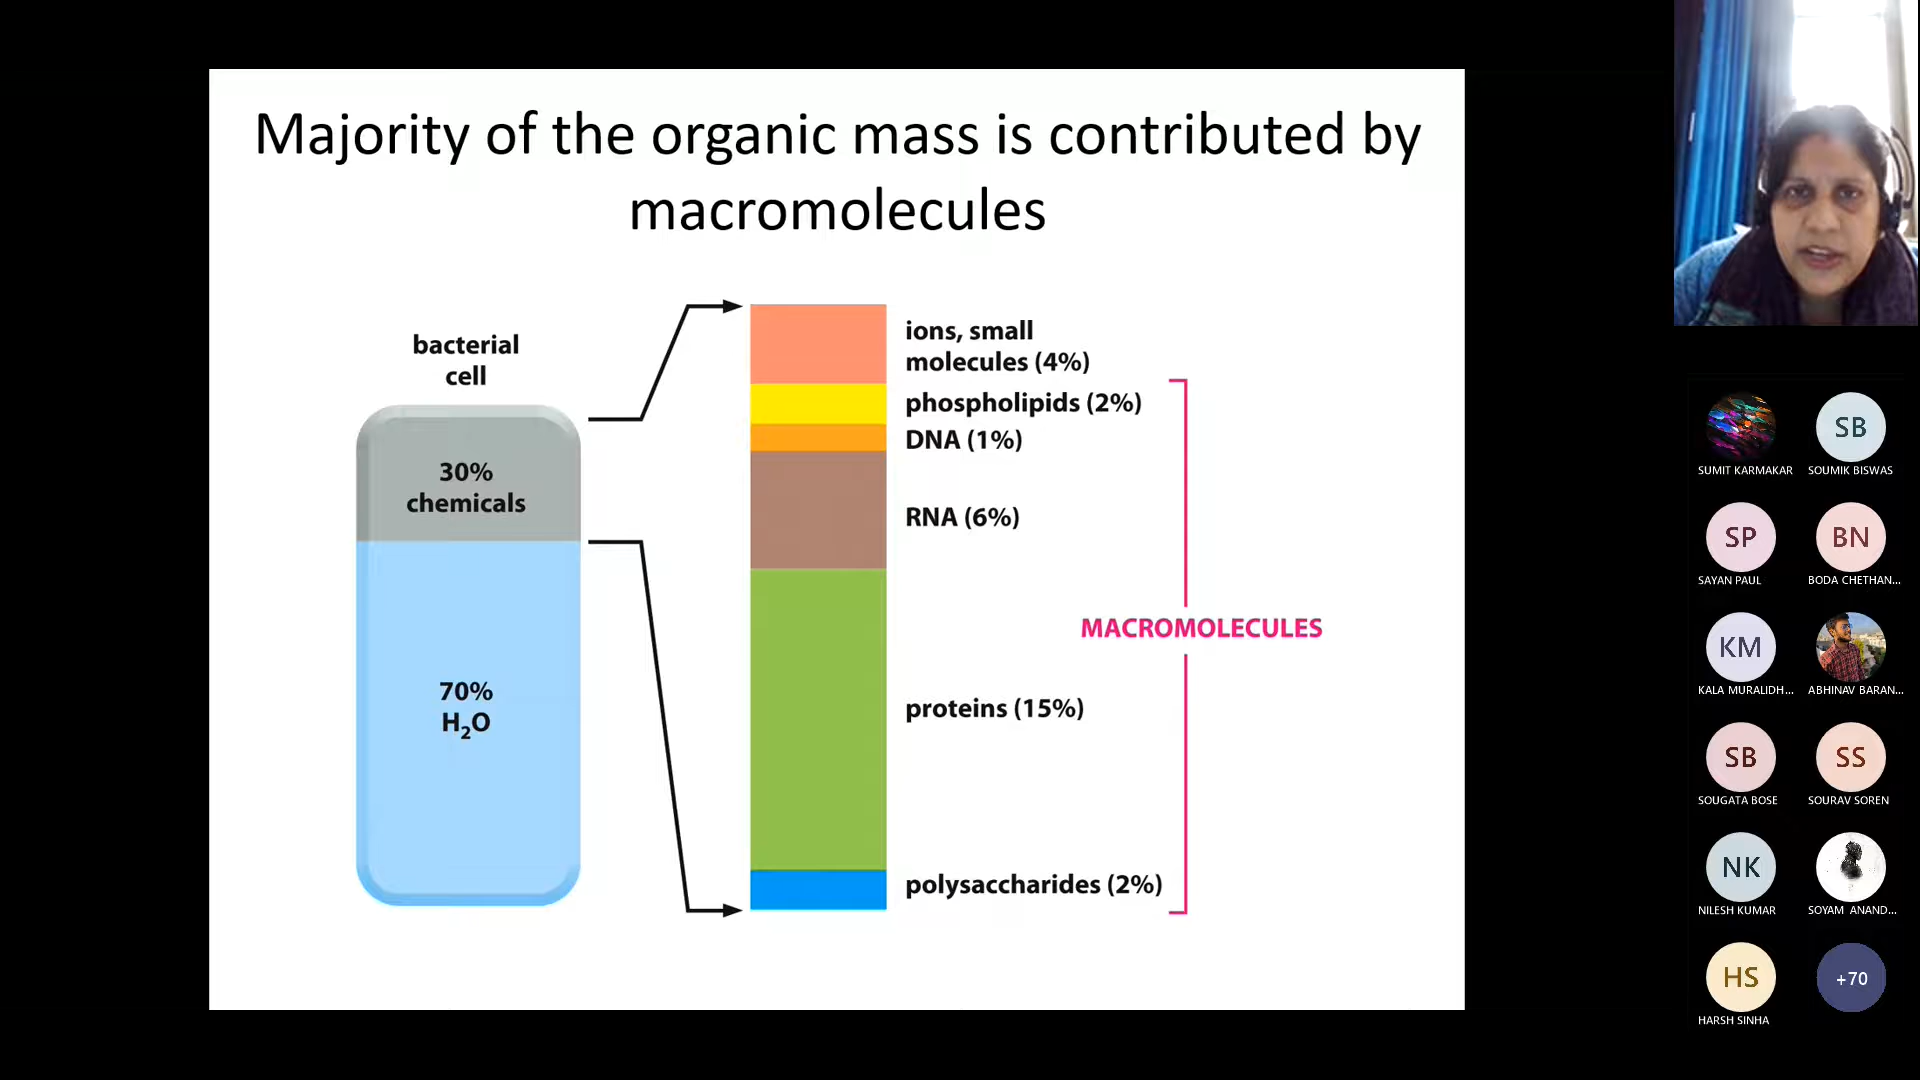 Majority of the organic mass is contributed by
macromolecules
bacterial
cell
30%
chemicals
70%
H₂O
ions, small
molecules (4%)
phospholipids (2%)
DNA (1%)
RNA (6%)
proteins (15%)
polysaccharides (2%)
MACROMOLECULES
SUMIT KARMAKAR
SB
SOUMIK BISWAS
SP
SAYAN PAUL
BN
BODA CHETHAN...
KM
KALA MURALIDH...
ABHINAV BARAN...
SB
SOUGATA BOSE
SS
SOURAV SOREN
NK
NILESH KUMAR
SOYAM ANAND...
HS
HARSH SINHA
+70